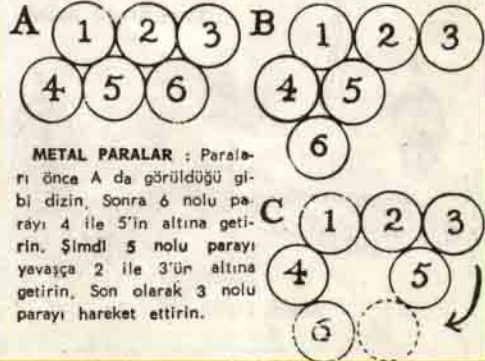 A 1 2 3
4 5 6
B 1 2 3
4 5
6
METAL PARALAR : Parala-
rı önce A da görüldüğü gi-
bi dizin. Sonra 6 nolu pa-
rayı 4 ile 5'in altına geti-
rin. Şimdi 5 nolu parayı
yavaşça 2 ile 3'ür altına
getirin. Son olarak 3 nolu
parayı hareket ettirin.
C 1 2 3
4 5
6